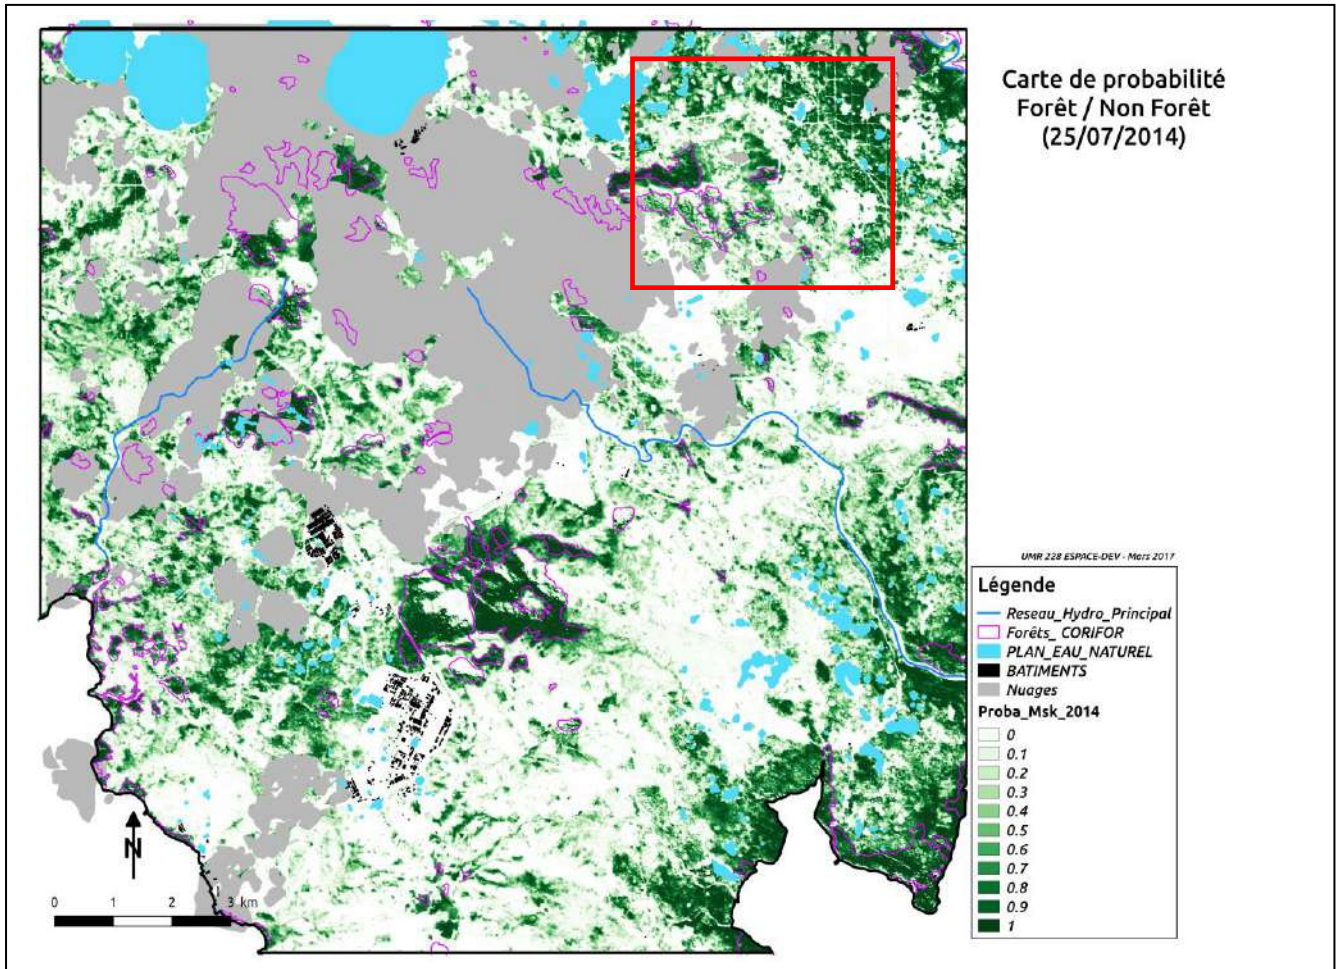 Carte de probabilité
Forêt / Non Forêt
(25/07/2014)
UMR 228 ESPACE-DEV - Mars 2017
Légende
Reseau_Hydro_Principal
Forêts_ CORIFOR
PLAN_EAU_NATUREL
BATIMENTS
Nuages
Proba_Msk_2014
0
0.1
0.2
0.3
0.4
0.5
0.6
0.7
0.8
0.9
1
N
0 1 2 3 km